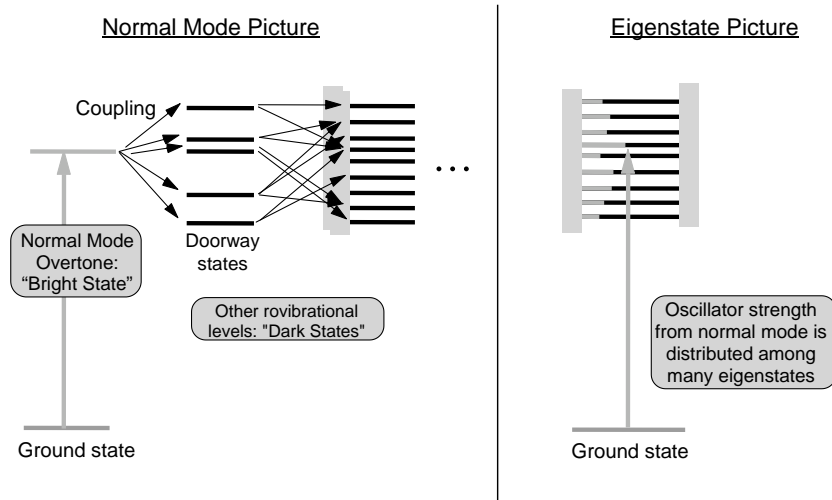 Normal Mode Picture
Coupling
Normal Mode
Overtone:
“Bright State”
Doorway
states
Other rovibrational
levels: "Dark States"
Ground state
Eigenstate Picture
Oscillator strength
from normal mode is
distributed among
many eigenstates
Ground state